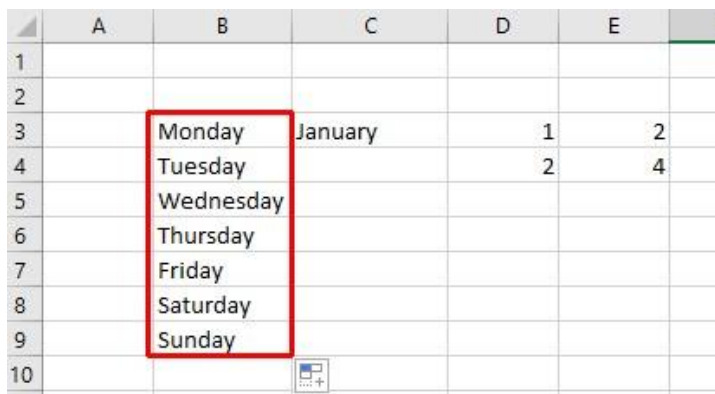 A B C D E
1
2
3 Monday January 1 2
4 Tuesday 2 4
5 Wednesday
6 Thursday
7 Friday
8 Saturday
9 Sunday
10